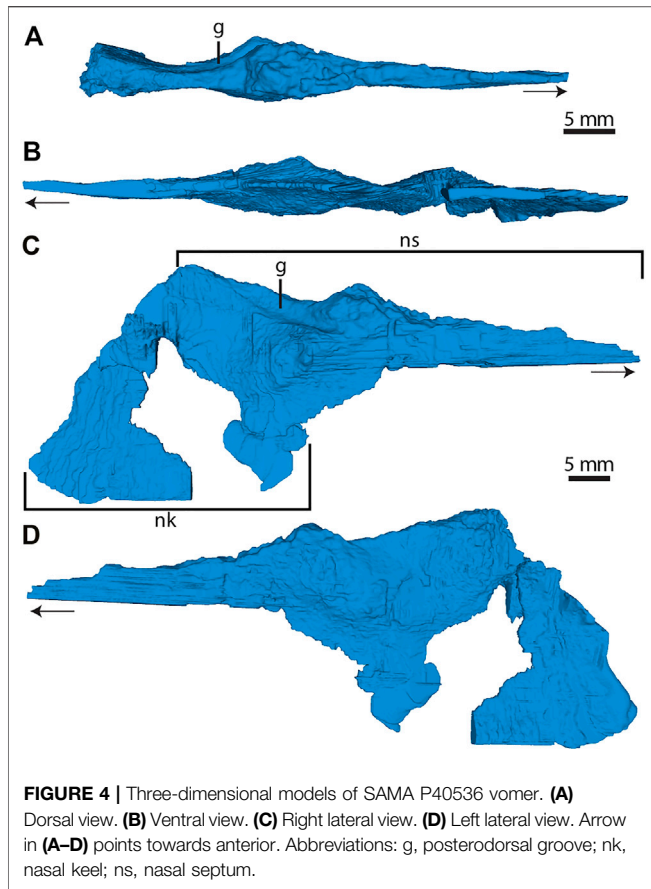 A
g
5 mm
B
C
ns
g
5 mm
nk
D
FIGURE 4 | Three-dimensional models of SAMA P40536 vomer. (A)
Dorsal view. (B) Ventral view. (C) Right lateral view. (D) Left lateral view. Arrow
in (A–D) points towards anterior. Abbreviations: g, posterodorsal groove; nk,
nasal keel; ns, nasal septum.